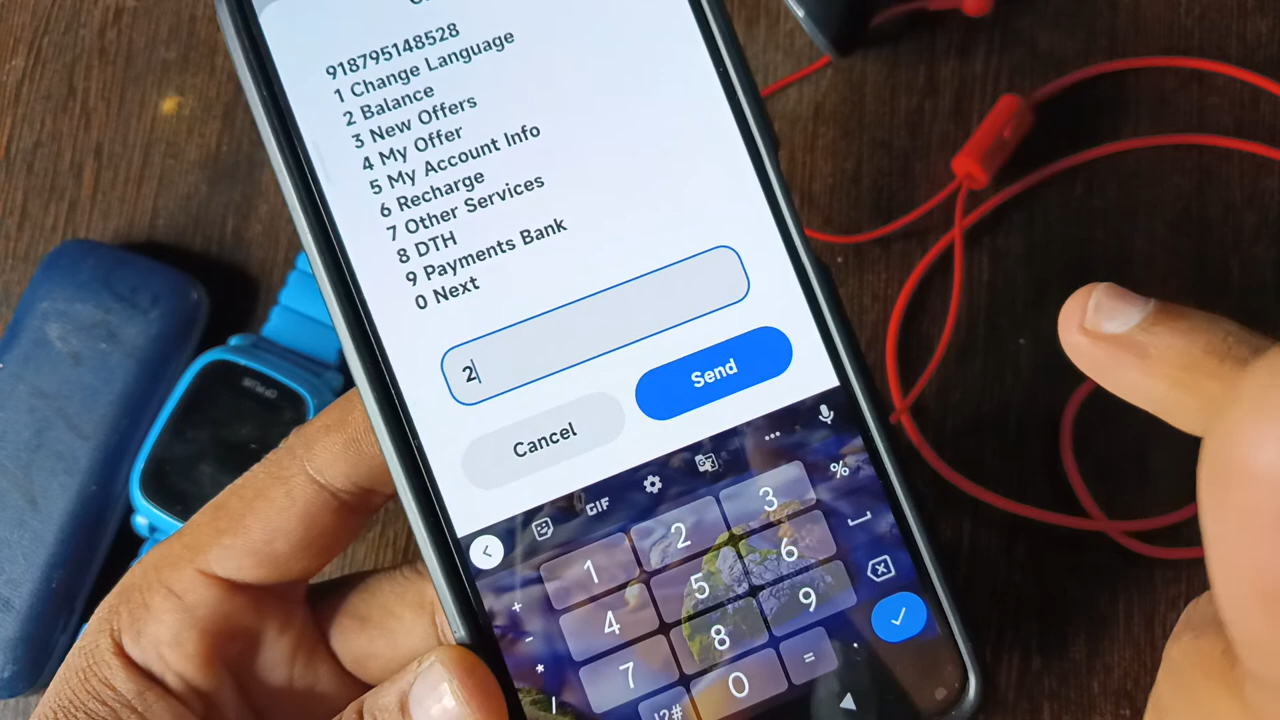 918795148528
1 Change Language
2 Balance
3 New Offers
4 My Offer
5 My Account Info
6 Recharge
7 Other Services
8 DTH
9 Payments Bank
0 Next
2
Cancel Send
GIF
1 2 3 %
+ 4 5 6
- 7 8 9
* 0 =
/ !?# .